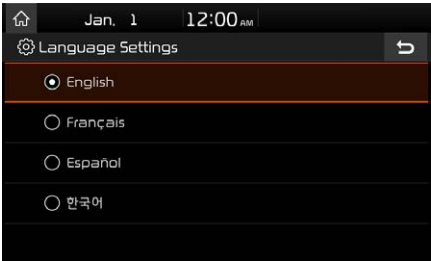 Jan. 1 12:00 AM
Language Settings
English
Français
Español
한국어